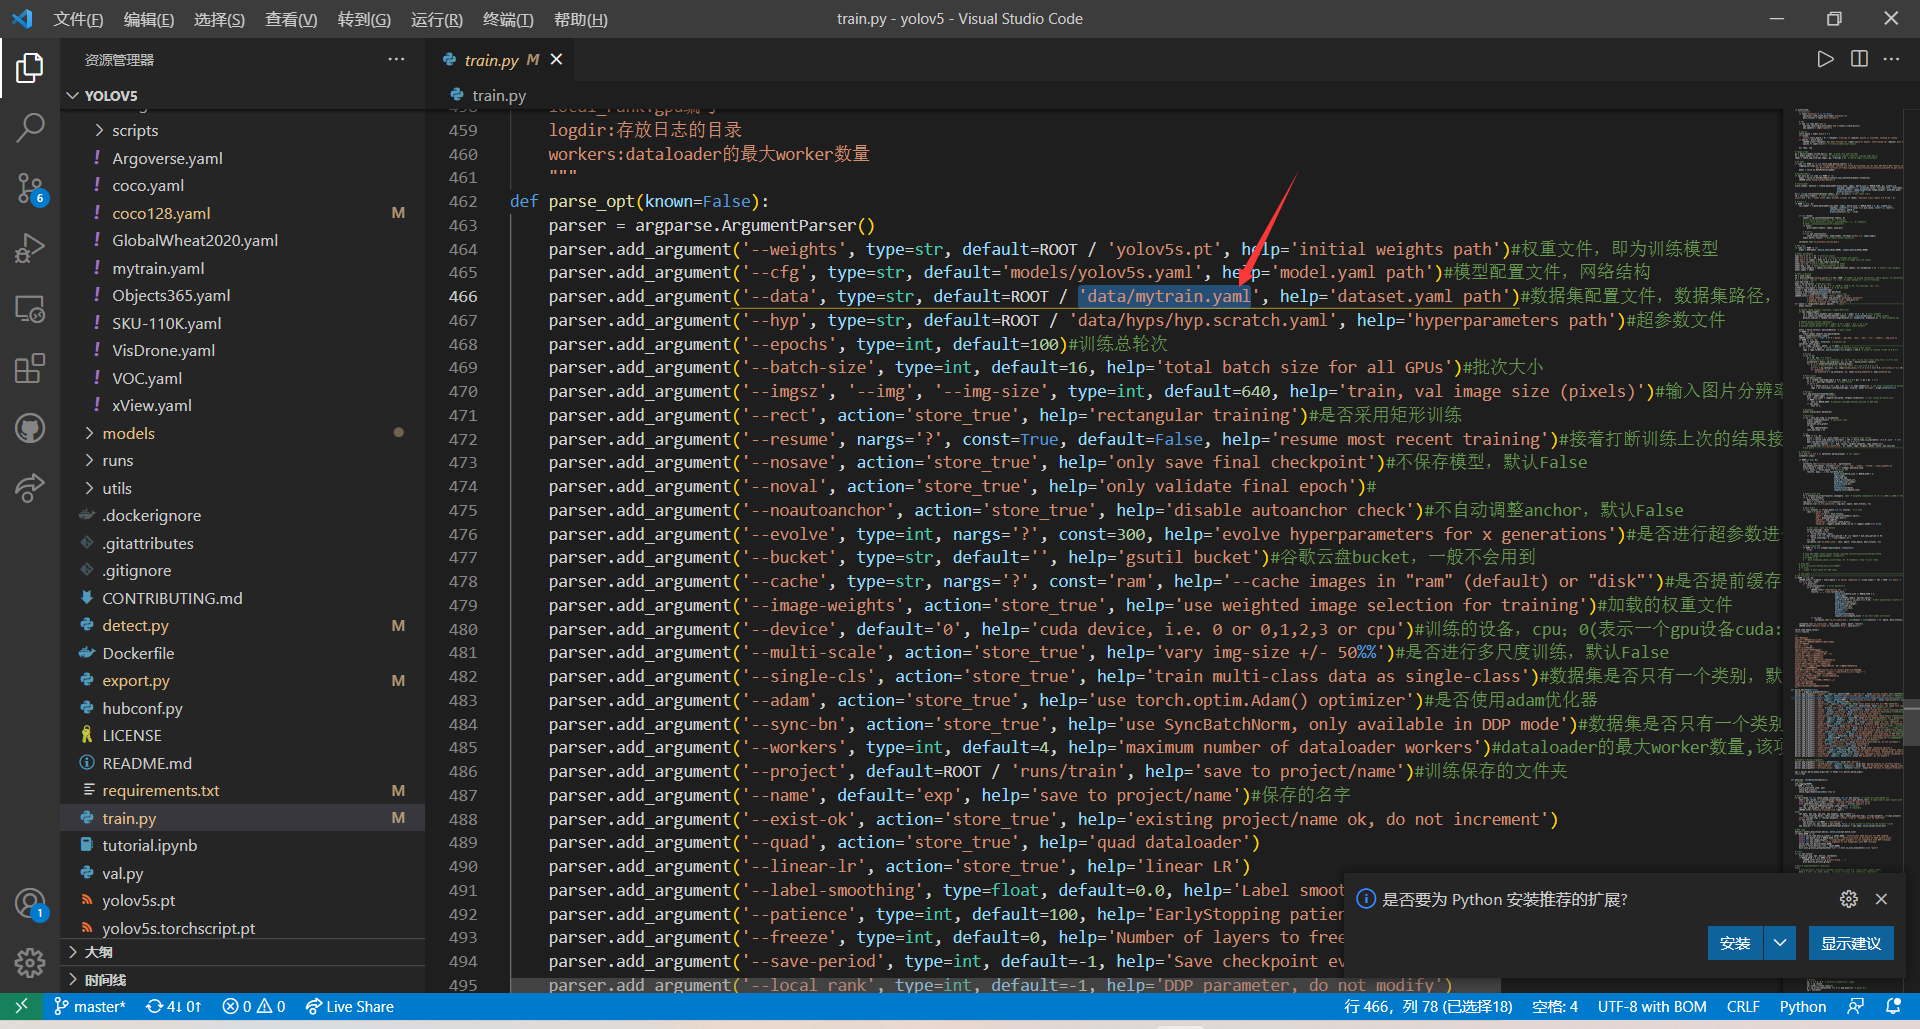 文件(F) 编辑(E) 选择(S) 查看(V) 转到(G) 运行(R) 终端(T) 帮助(H) train.py - yolov5 - Visual Studio Code
资源管理器
train.py M
YOLOV5
train.py
scripts
Argoverse.yaml
coco.yaml
coco128.yaml M
GlobalWheat2020.yaml
mytrain.yaml
Objects365.yaml
SKU-110K.yaml
VisDrone.yaml
VOC.yaml
xView.yaml
models
runs
utils
.dockerignore
.gitattributes
.gitignore
CONTRIBUTING.md
detect.py M
Dockerfile
export.py M
hubconf.py
LICENSE
README.md
requirements.txt M
train.py M
tutorial.ipynb
val.py
yolov5s.pt
yolov5s.torchscript.pt
大纲
时间线
6
1
459 logdir:存放日志的目录
460 workers:dataloader的最大worker数量
461 """
462 def parse_opt(known=False):
463 parser = argparse.ArgumentParser()
464 parser.add_argument('--weights', type=str, default=ROOT / 'yolov5s.pt', help='initial weights path')#权重文件，即为训练模型
465 parser.add_argument('--cfg', type=str, default='models/yolov5s.yaml', help='model.yaml path')#模型配置文件，网络结构
466 parser.add_argument('--data', type=str, default=ROOT / 'data/mytrain.yaml', help='dataset.yaml path')#数据集配置文件，数据集路径，
467 parser.add_argument('--hyp', type=str, default=ROOT / 'data/hyps/hyp.scratch.yaml', help='hyperparameters path')#超参数文件
468 parser.add_argument('--epochs', type=int, default=100)#训练总轮次
469 parser.add_argument('--batch-size', type=int, default=16, help='total batch size for all GPUs')#批次大小
470 parser.add_argument('--imgsz', '--img', '--img-size', type=int, default=640, help='train, val image size (pixels)')#输入图片分辨率
471 parser.add_argument('--rect', action='store_true', help='rectangular training')#是否采用矩形训练
472 parser.add_argument('--resume', nargs='?', const=True, default=False, help='resume most recent training')#接着打断训练上次的结果接
473 parser.add_argument('--nosave', action='store_true', help='only save final checkpoint')#不保存模型，默认False
474 parser.add_argument('--noval', action='store_true', help='only validate final epoch')#
475 parser.add_argument('--noautoanchor', action='store_true', help='disable autoanchor check')#不自动调整anchor，默认False
476 parser.add_argument('--evolve', type=int, nargs='?', const=300, help='evolve hyperparameters for x generations')#是否进行超参数进
477 parser.add_argument('--bucket', type=str, default='', help='gsutil bucket')#谷歌云盘bucket，一般不会用到
478 parser.add_argument('--cache', type=str, nargs='?', const='ram', help='--cache images in "ram" (default) or "disk"')#是否提前缓存
479 parser.add_argument('--image-weights', action='store_true', help='use weighted image selection for training')#加载的权重文件
480 parser.add_argument('--device', default='0', help='cuda device, i.e. 0 or 0,1,2,3 or cpu')#训练的设备，cpu；0(表示一个gpu设备cuda:
481 parser.add_argument('--multi-scale', action='store_true', help='vary img-size +/- 50%%')#是否进行多尺度训练，默认False
482 parser.add_argument('--single-cls', action='store_true', help='train multi-class data as single-class')#数据集是否只有一个类别，默
483 parser.add_argument('--adam', action='store_true', help='use torch.optim.Adam() optimizer')#是否使用adam优化器
484 parser.add_argument('--sync-bn', action='store_true', help='use SyncBatchNorm, only available in DDP mode')#数据集是否只有一个类别
485 parser.add_argument('--workers', type=int, default=4, help='maximum number of dataloader workers')#dataloader的最大worker数量,该项
486 parser.add_argument('--project', default=ROOT / 'runs/train', help='save to project/name')#训练保存的文件夹
487 parser.add_argument('--name', default='exp', help='save to project/name')#保存的名字
488 parser.add_argument('--exist-ok', action='store_true', help='existing project/name ok, do not increment')
489 parser.add_argument('--quad', action='store_true', help='quad dataloader')
490 parser.add_argument('--linear-lr', action='store_true', help='linear LR')
491 parser.add_argument('--label-smoothing', type=float, default=0.0, help='Label smoot
492 parser.add_argument('--patience', type=int, default=100, help='EarlyStopping patien
493 parser.add_argument('--freeze', type=int, default=0, help='Number of layers to free
494 parser.add_argument('--save-period', type=int, default=-1, help='Save checkpoint ev
495 parser.add_argument('--local_rank', type=int, default=-1, help='DDP parameter, do not modify')
是否要为 Python 安装推荐的扩展?
安装 显示建议
master* 4↓ 0↑ 0 0 Live Share 行 466，列 78 (已选择18) 空格: 4 UTF-8 with BOM CRLF Python